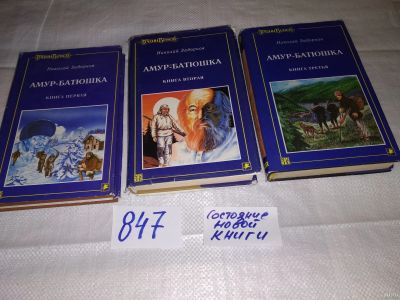 Николай Задорнов
АМУР-БАТЮШКА
КНИГА ПЕРВАЯ
Николай Задорнов
АМУР-БАТЮШКА
КНИГА ВТОРАЯ
Николай Задорнов
АМУР-БАТЮШКА
КНИГА ТРЕТЬЯ
847
Состояние
новой
книги